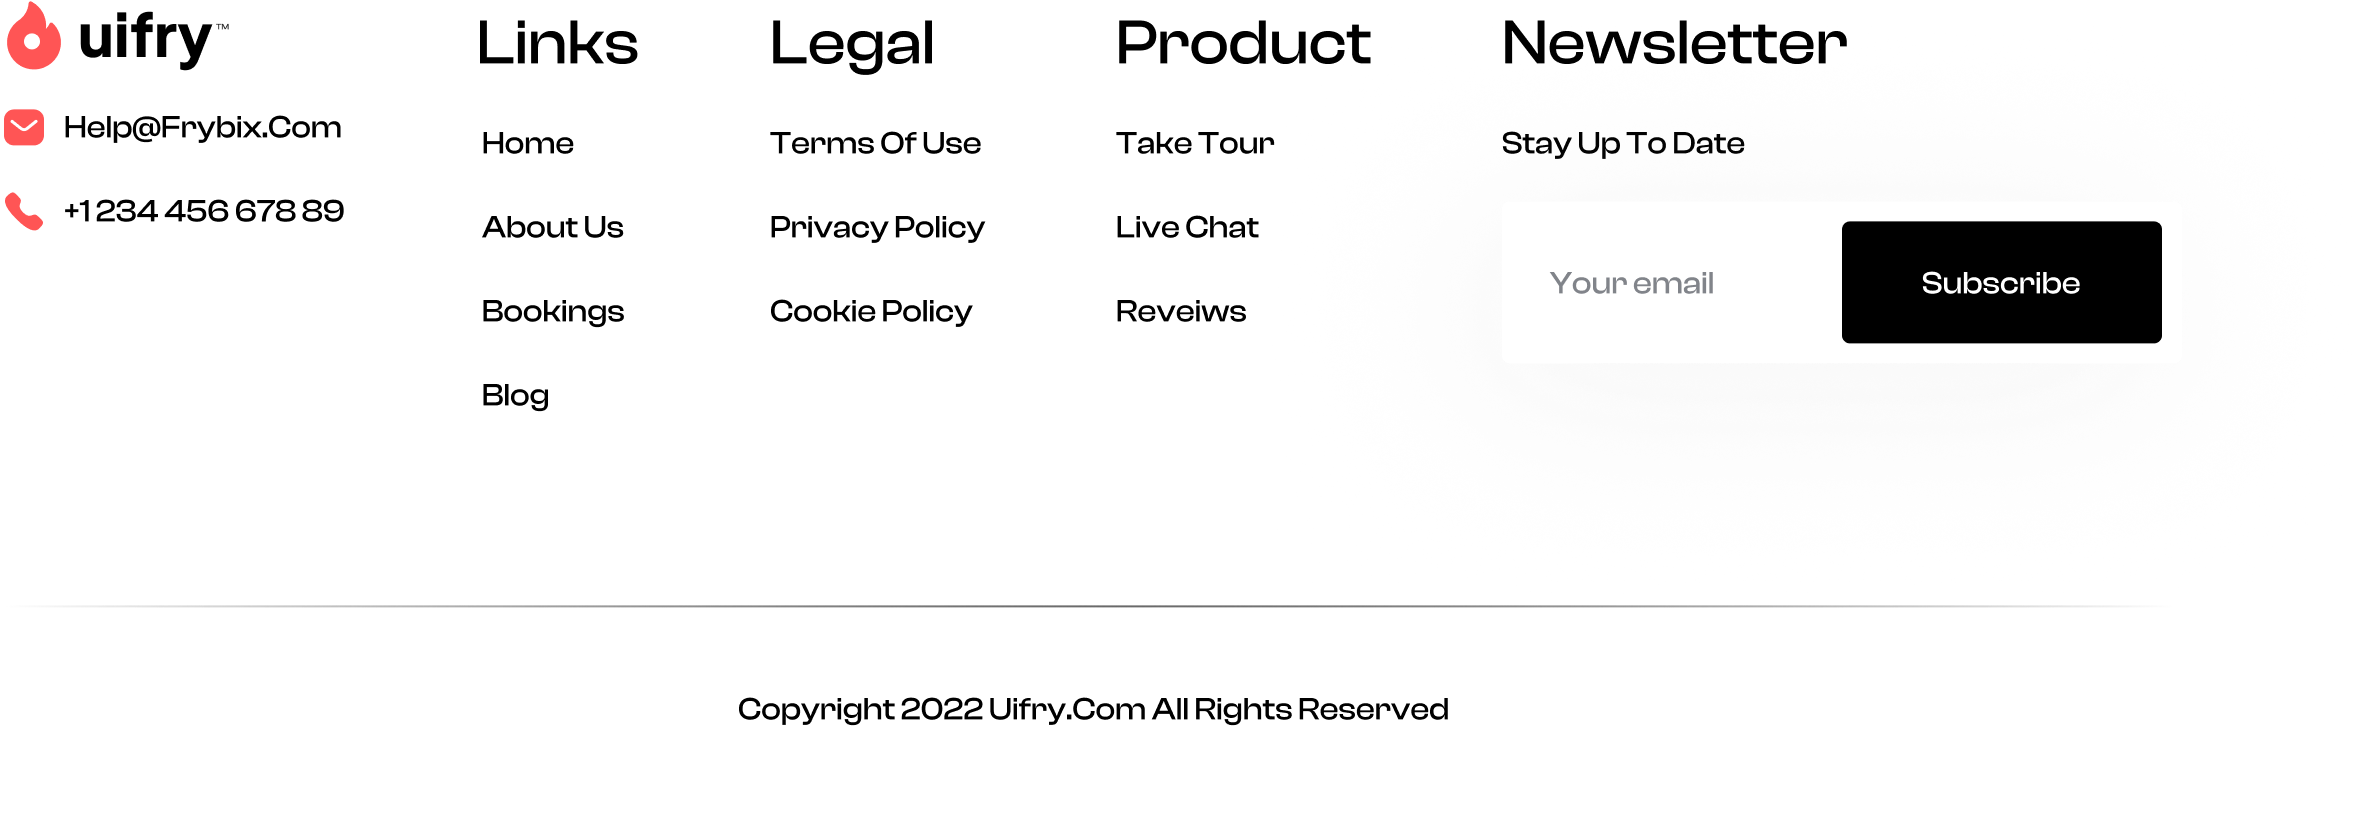 uifry™
Help@Frybix.Com
+1 234 456 678 89
Links
Home
About Us
Bookings
Blog
Legal
Terms Of Use
Privacy Policy
Cookie Policy
Product
Take Tour
Live Chat
Reveiws
Newsletter
Stay Up To Date
Your email
Subscribe
Copyright 2022 Uifry.Com All Rights Reserved